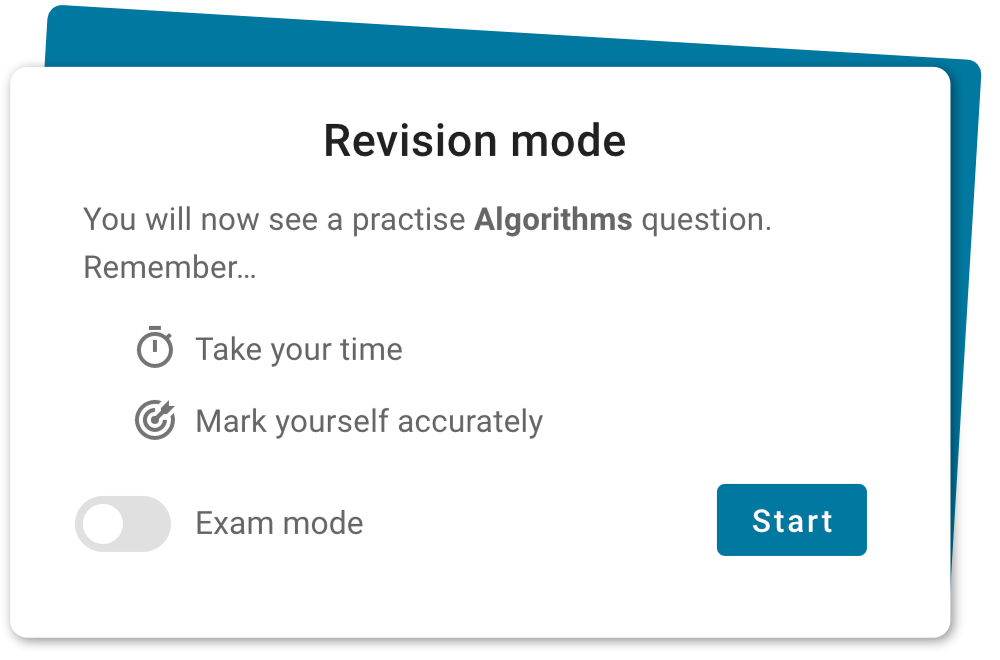 Revision mode
You will now see a practise Algorithms question.
Remember...
Take your time
Mark yourself accurately
Exam mode
Start